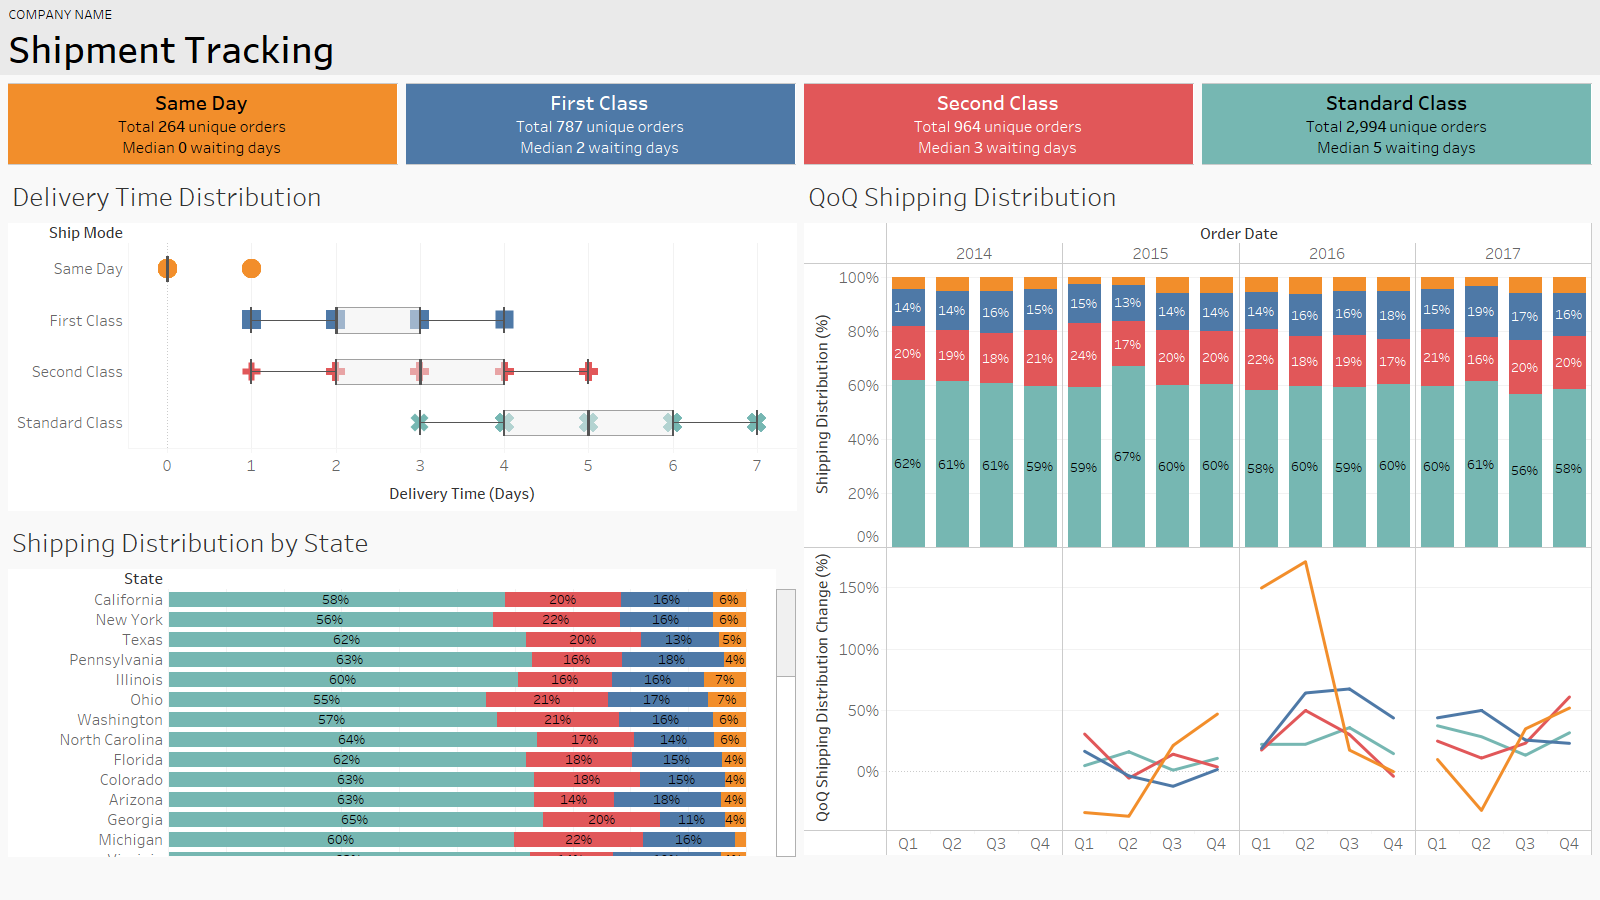 COMPANY NAME
Shipment Tracking
Same Day
Total 264 unique orders
Median 0 waiting days
First Class
Total 787 unique orders
Median 2 waiting days
Second Class
Total 964 unique orders
Median 3 waiting days
Standard Class
Total 2,994 unique orders
Median 5 waiting days
Delivery Time Distribution
Ship Mode
Same Day
First Class
Second Class
Standard Class
0 1 2 3 4 5 6 7
Delivery Time (Days)
Shipping Distribution by State
State
California 58% 20% 16% 6%
New York 56% 22% 16% 6%
Texas 62% 20% 13% 5%
Pennsylvania 63% 16% 18% 4%
Illinois 60% 16% 16% 7%
Ohio 55% 21% 17% 7%
Washington 57% 21% 16% 6%
North Carolina 64% 17% 14% 6%
Florida 62% 18% 15% 4%
Colorado 63% 18% 15% 4%
Arizona 63% 14% 18% 4%
Georgia 65% 20% 11% 4%
Michigan 60% 22% 16%
QoQ Shipping Distribution
Order Date
2014 2015 2016 2017
Shipping Distribution (%)
100%
80%
60%
40%
20%
0%
14% 14% 16% 15% 15% 13% 14% 14% 14% 16% 16% 18% 15% 19% 17% 16%
20% 19% 18% 21% 24% 17% 20% 20% 22% 18% 19% 17% 21% 16% 20% 20%
62% 61% 61% 59% 59% 67% 60% 60% 58% 60% 59% 60% 60% 61% 56% 58%
QoQ Shipping Distribution Change (%)
150%
100%
50%
0%
Q1 Q2 Q3 Q4 Q1 Q2 Q3 Q4 Q1 Q2 Q3 Q4 Q1 Q2 Q3 Q4